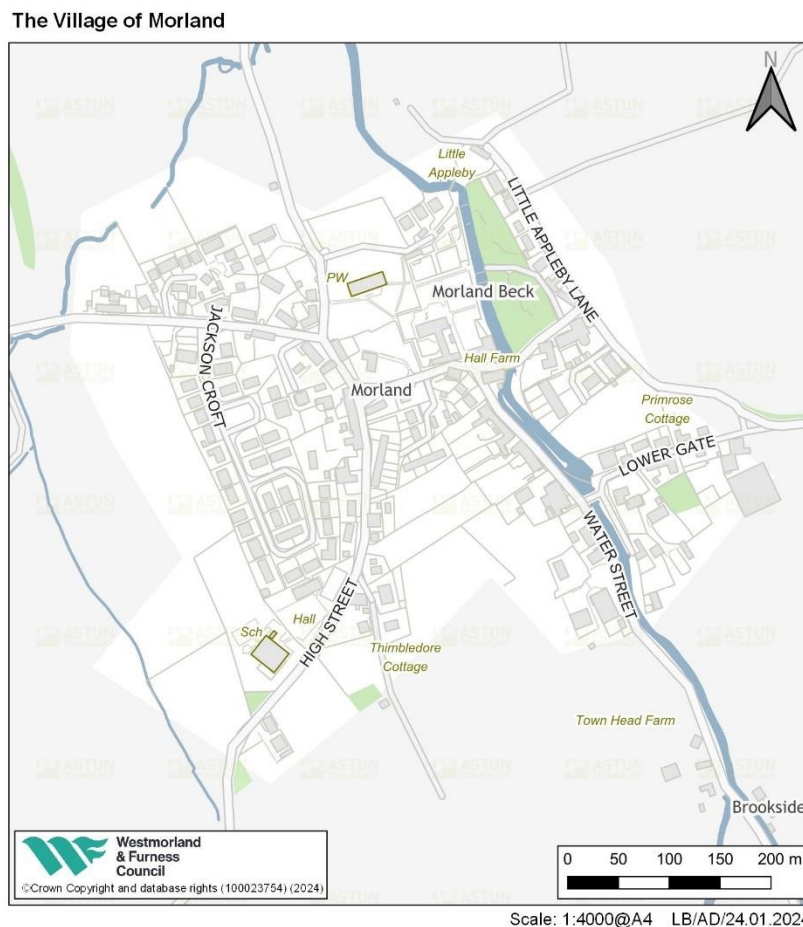 The Village of Morland
N
Little
Appleby
LITTLE APPLEBY LANE
PW
Morland Beck
JACKSON CROFT
Hall Farm
Morland
Primrose
Cottage
LOWER GATE
WATER STREET
Hall
Sch
HIGH STREET
Thimbledore
Cottage
Town Head Farm
Brookside
Westmorland
& Furness
Council
©Crown Copyright and database rights (100023754) (2024)
0 50 100 150 200 m
Scale: 1:4000@A4 LB/AD/24.01.2024